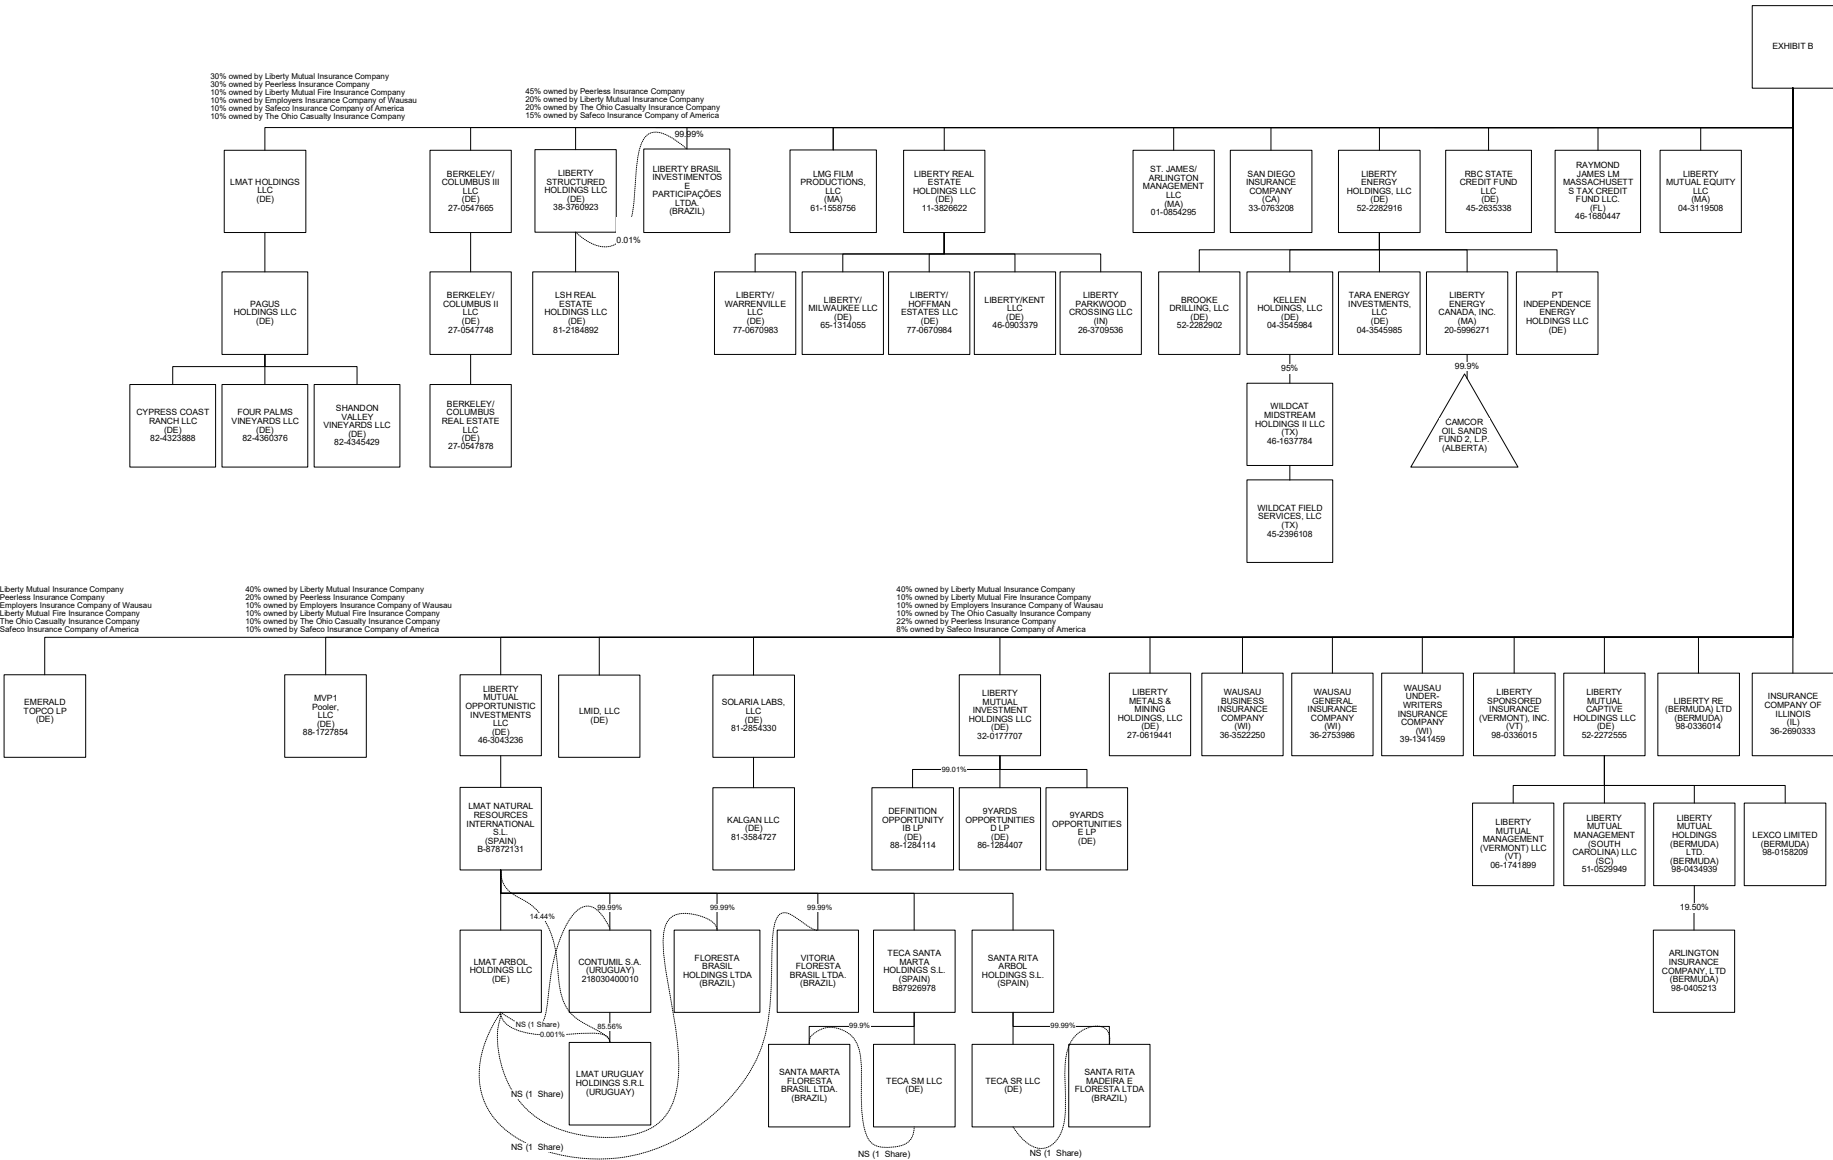 EXHIBIT B
30% owned by Liberty Mutual Insurance Company
30% owned by Peerless Insurance Company
10% owned by Liberty Mutual Fire Insurance Company
10% owned by Employers Insurance Company of Wausau
10% owned by Safeco Insurance Company of America
10% owned by The Ohio Casualty Insurance Company
45% owned by Peerless Insurance Company
20% owned by Liberty Mutual Insurance Company
20% owned by The Ohio Casualty Insurance Company
15% owned by Safeco Insurance Company of America
99.99%
LMAT HOLDINGS
LLC
(DE)
BERKELEY/
COLUMBUS III
LLC
(DE)
27-0547665
LIBERTY
STRUCTURED
HOLDINGS LLC
(DE)
38-3760923
LIBERTY BRASIL
INVESTIMENTOS
E
PARTICIPAÇÕES
LTDA.
(BRAZIL)
LMG FILM
PRODUCTIONS,
LLC
(MA)
61-1558756
LIBERTY REAL
ESTATE
HOLDINGS LLC
(DE)
11-3826622
ST. JAMES/
ARLINGTON
MANAGEMENT
LLC
(MA)
01-0854295
SAN DIEGO
INSURANCE
COMPANY
(CA)
33-0763208
LIBERTY
ENERGY
HOLDINGS, LLC
(DE)
52-2282916
RBC STATE
CREDIT FUND
LLC
(DE)
45-2635338
RAYMOND
JAMES LM
MASSACHUSETT
S TAX CREDIT
FUND LLC.
(FL)
46-1680447
LIBERTY
MUTUAL EQUITY
LLC
(MA)
04-3119508
0.01%
PAGUS
HOLDINGS LLC
(DE)
BERKELEY/
COLUMBUS II
LLC
(DE)
27-0547748
LSH REAL
ESTATE
HOLDINGS LLC
(DE)
81-2184892
LIBERTY/
WARRENVILLE
LLC
(DE)
77-0670983
LIBERTY/
MILWAUKEE LLC
(DE)
65-1314055
LIBERTY/
HOFFMAN
ESTATES LLC
(DE)
77-0670984
LIBERTY/KENT
LLC
(DE)
46-0903379
LIBERTY
PARKWOOD
CROSSING LLC
(IN)
26-3709536
BROOKE
DRILLING, LLC
(DE)
52-2282902
KELLEN
HOLDINGS, LLC
(DE)
04-3545984
TARA ENERGY
INVESTMENTS,
LLC
(DE)
04-3545985
LIBERTY
ENERGY
CANADA, INC.
(MA)
20-5996271
PT
INDEPENDENCE
ENERGY
HOLDINGS LLC
(DE)
95%
99.9%
CYPRESS COAST
RANCH LLC
(DE)
82-4323888
FOUR PALMS
VINEYARDS LLC
(DE)
82-4360376
SHANDON
VALLEY
VINEYARDS LLC
(DE)
82-4345429
BERKELEY/
COLUMBUS
REAL ESTATE
LLC
(DE)
27-0547878
WILDCAT
MIDSTREAM
HOLDINGS II LLC
(TX)
46-1637784
CAMCOR
OIL SANDS
FUND 2, L.P.
(ALBERTA)
WILDCAT FIELD
SERVICES, LLC
(TX)
45-2396108
Liberty Mutual Insurance Company
Peerless Insurance Company
Employers Insurance Company of Wausau
Liberty Mutual Fire Insurance Company
The Ohio Casualty Insurance Company
Safeco Insurance Company of America
40% owned by Liberty Mutual Insurance Company
20% owned by Peerless Insurance Company
10% owned by Employers Insurance Company of Wausau
10% owned by Liberty Mutual Fire Insurance Company
10% owned by The Ohio Casualty Insurance Company
10% owned by Safeco Insurance Company of America
40% owned by Liberty Mutual Insurance Company
10% owned by Liberty Mutual Fire Insurance Company
10% owned by Employers Insurance Company of Wausau
10% owned by The Ohio Casualty Insurance Company
22% owned by Peerless Insurance Company
8% owned by Safeco Insurance Company of America
EMERALD
TOPCO LP
(DE)
MVP1
Pooler,
LLC
(DE)
88-1727854
LIBERTY
MUTUAL
OPPORTUNISTIC
INVESTMENTS
LLC
(DE)
46-3043236
LMID, LLC
(DE)
SOLARIA LABS,
LLC
(DE)
81-2854330
LIBERTY
MUTUAL
INVESTMENT
HOLDINGS LLC
(DE)
32-0177707
LIBERTY
METALS &
MINING
HOLDINGS, LLC
(DE)
27-0619441
WAUSAU
BUSINESS
INSURANCE
COMPANY
(WI)
36-3522250
WAUSAU
GENERAL
INSURANCE
COMPANY
(WI)
36-2753986
WAUSAU
UNDER-
WRITERS
INSURANCE
COMPANY
(WI)
39-1341459
LIBERTY
SPONSORED
INSURANCE
(VERMONT), INC.
(VT)
98-0336015
LIBERTY
MUTUAL
CAPTIVE
HOLDINGS LLC
(DE)
52-2272555
LIBERTY RE
(BERMUDA) LTD
(BERMUDA)
98-0336014
INSURANCE
COMPANY OF
ILLINOIS
(IL)
36-2690333
99.01%
LMAT NATURAL
RESOURCES
INTERNATIONAL
S.L.
(SPAIN)
B-87872131
KALGAN LLC
(DE)
81-3584727
DEFINITION
OPPORTUNITY
IB LP
(DE)
88-1284114
9YARDS
OPPORTUNITIES
D LP
(DE)
86-1284407
9YARDS
OPPORTUNITIES
E LP
(DE)
LIBERTY
MUTUAL
MANAGEMENT
(VERMONT) LLC
(VT)
06-1741899
LIBERTY
MUTUAL
MANAGEMENT
(SOUTH
CAROLINA) LLC
(SC)
51-0529949
LIBERTY
MUTUAL
HOLDINGS
(BERMUDA)
LTD.
(BERMUDA)
98-0434939
LEXCO LIMITED
(BERMUDA)
98-0158209
14.44%
99.99%
99.99%
99.99%
19.50%
LMAT ARBOL
HOLDINGS LLC
(DE)
CONTUMIL S.A.
(URUGUAY)
218030400010
FLORESTA
BRASIL
HOLDINGS LTDA
(BRAZIL)
VITORIA
FLORESTA
BRASIL LTDA.
(BRAZIL)
TECA SANTA
MARTA
HOLDINGS S.L.
(SPAIN)
B87926978
SANTA RITA
ARBOL
HOLDINGS S.L.
(SPAIN)
ARLINGTON
INSURANCE
COMPANY, LTD
(BERMUDA)
98-0405213
NS (1 Share)
0.001%
85.56%
99.9%
99.99%
LMAT URUGUAY
HOLDINGS S.R.L
(URUGUAY)
SANTA MARTA
FLORESTA
BRASIL LTDA.
(BRAZIL)
TECA SM LLC
(DE)
TECA SR LLC
(DE)
SANTA RITA
MADEIRA E
FLORESTA LTDA
(BRAZIL)
NS (1 Share)
NS (1 Share)
NS (1 Share)
NS (1 Share)